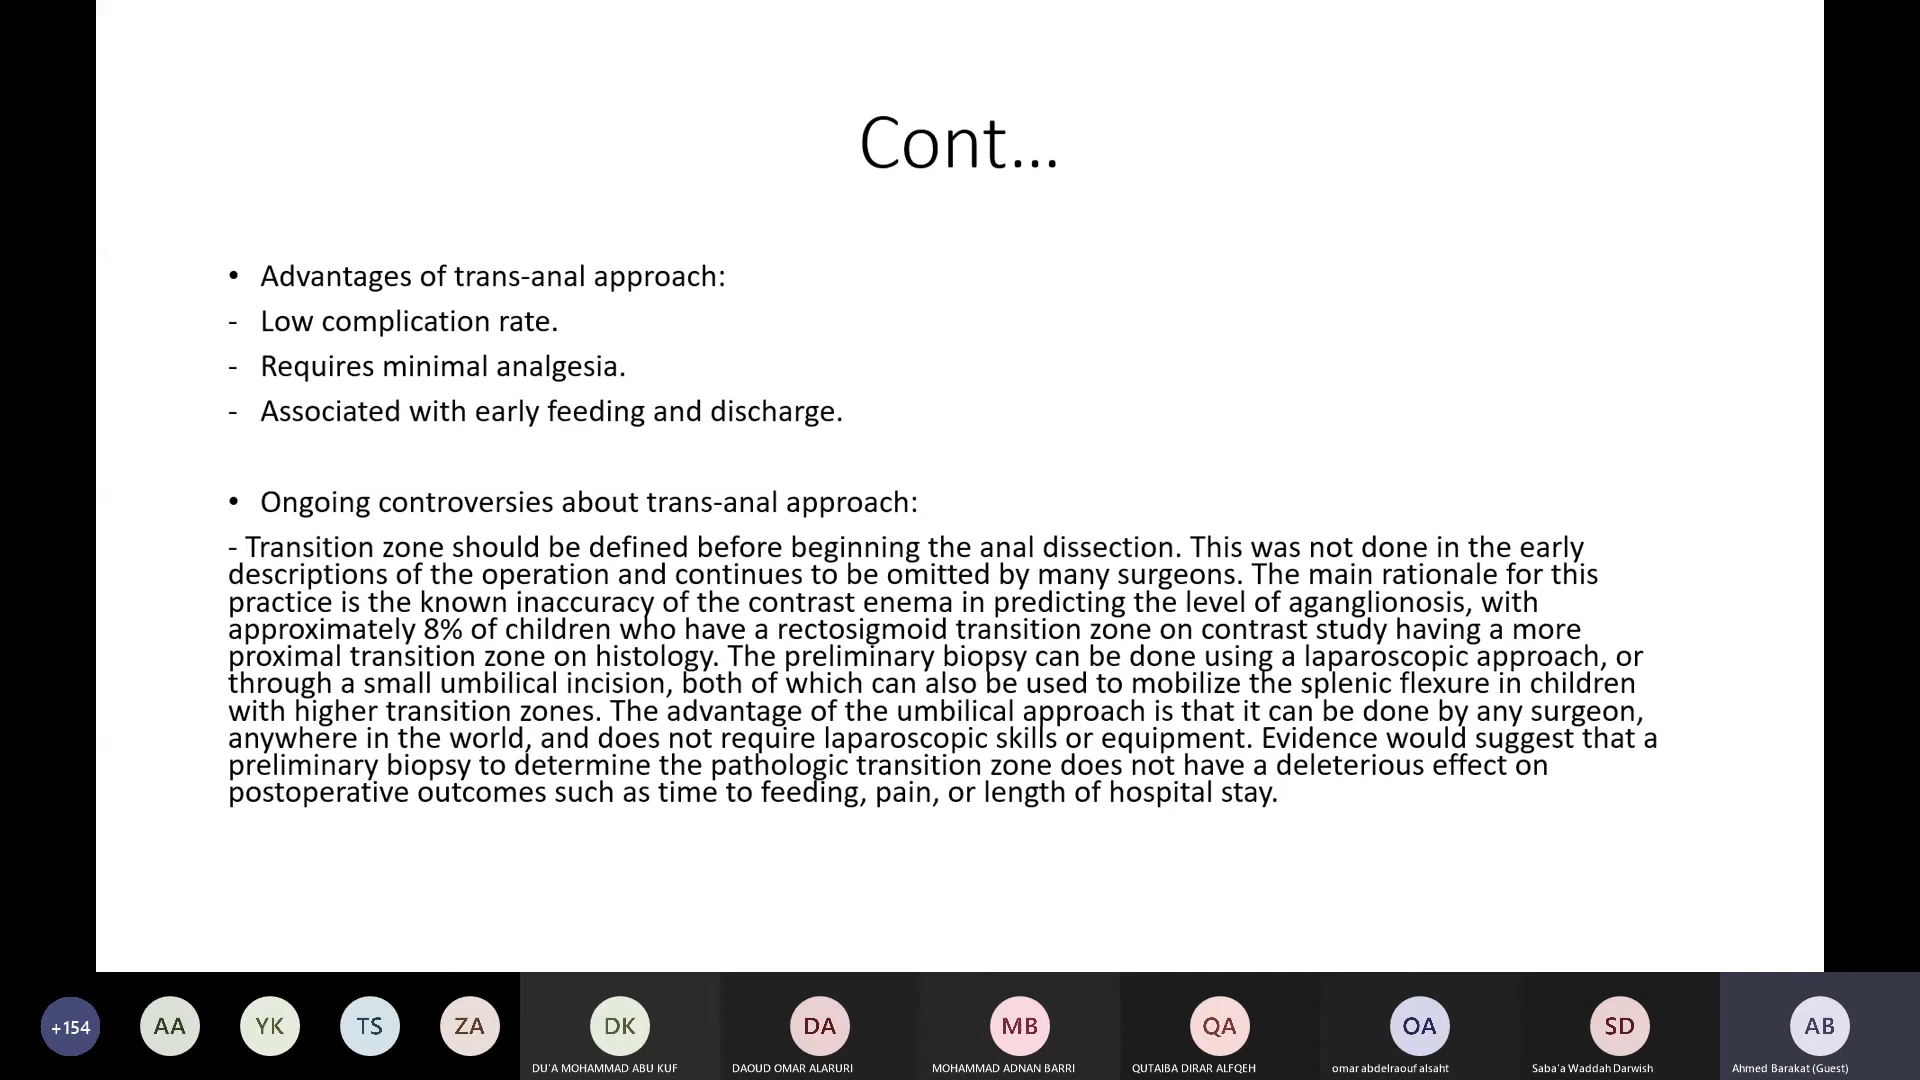 Cont...
• Advantages of trans-anal approach:
- Low complication rate.
- Requires minimal analgesia.
- Associated with early feeding and discharge.
• Ongoing controversies about trans-anal approach:
- Transition zone should be defined before beginning the anal dissection. This was not done in the early
descriptions of the operation and continues to be omitted by many surgeons. The main rationale for this
practice is the known inaccuracy of the contrast enema in predicting the level of aganglionosis, with
approximately 8% of children who have a rectosigmoid transition zone on contrast study having a more
proximal transition zone on histology. The preliminary biopsy can be done using a laparoscopic approach, or
through a small umbilical incision, both of which can also be used to mobilize the splenic flexure in children
with higher transition zones. The advantage of the umbilical approach is that it can be done by any surgeon,
anywhere in the world, and does not require laparoscopic skills or equipment. Evidence would suggest that a
preliminary biopsy to determine the pathologic transition zone does not have a deleterious effect on
postoperative outcomes such as time to feeding, pain, or length of hospital stay.
+154 AA YK TS ZA DK DA MB QA OA SD AB
DU'A MOHAMMAD ABU KUF DAOUD OMAR ALARURI MOHAMMAD ADNAN BARRI QUTAIBA DIRAR ALFQEH omar abdelraouf alsaht Saba'a Waddah Darwish Ahmed Barakat (Guest)